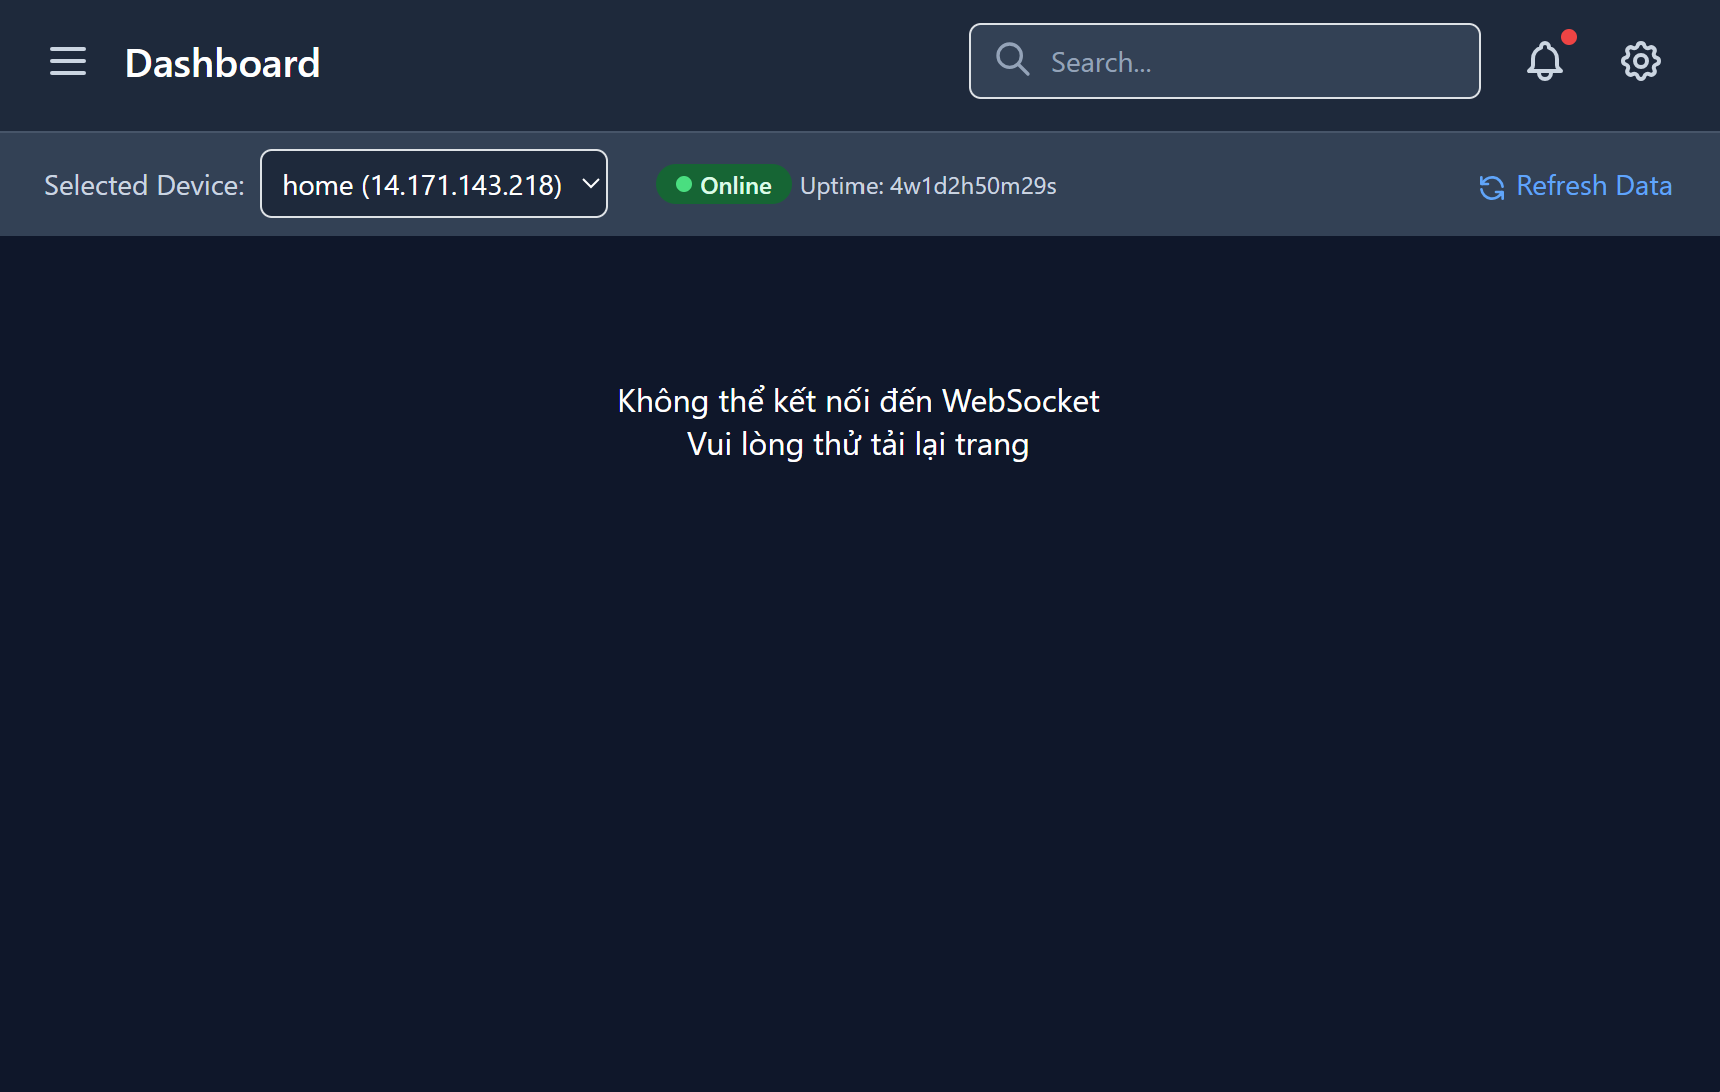 Dashboard
Search...
Selected Device:
home (14.171.143.218)
Online
Uptime: 4w1d2h50m29s
Refresh Data
Không thể kết nối đến WebSocket
Vui lòng thử tải lại trang